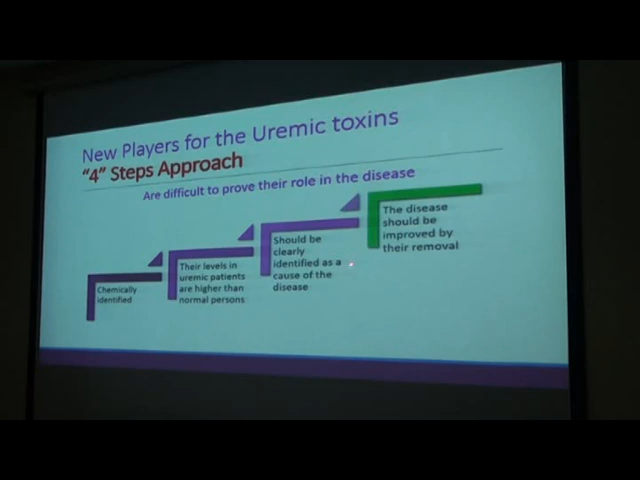 New Players for the Uremic toxins
“4” Steps Approach
Are difficult to prove their role in the disease
Chemically
identified
Their levels in
uremic patients
are higher than
normal persons
Should be
clearly
identified as a
cause of the
disease
The disease
should be
improved by
their removal